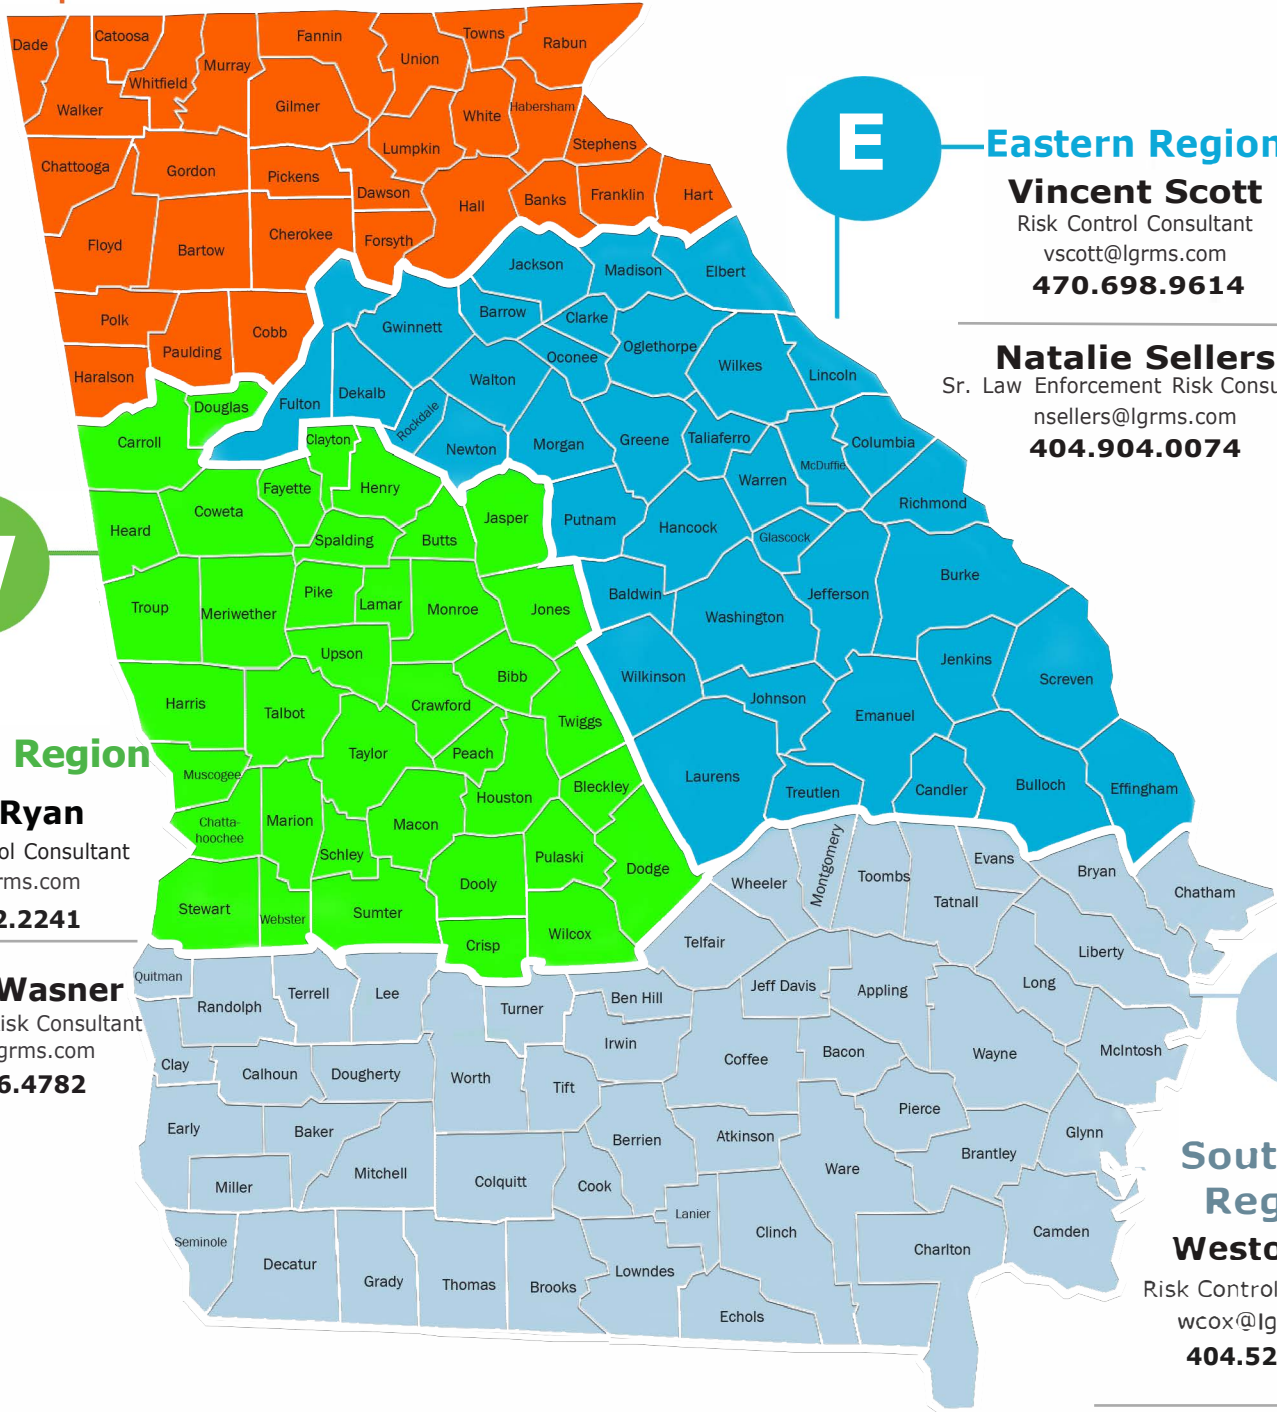 Dade
Catoosa
Fannin
Towns
Rabun
Union
Murray
Whitfield
Walker
Gilmer
White
Habersham
Stephens
Lumpkin
Chattooga
Gordon
Pickens
Dawson
Hall
Banks
Franklin
Hart
Floyd
Bartow
Cherokee
Forsyth
Polk
Paulding
Cobb
Haralson
E
Eastern Region
Vincent Scott
Risk Control Consultant
vscott@lgrms.com
470.698.9614
Natalie Sellers
Sr. Law Enforcement Risk Consu
nsellers@lgrms.com
404.904.0074
Jackson
Madison
Elbert
Gwinnett
Barrow
Clarke
Oconee
Oglethorpe
Wilkes
Lincoln
Walton
Dekalb
Fulton
Rockdale
Newton
Morgan
Greene
Taliaferro
Columbia
McDuffie
Warren
Richmond
Putnam
Hancock
Glascock
Burke
Baldwin
Washington
Jefferson
Jenkins
Screven
Wilkinson
Johnson
Emanuel
Laurens
Treutlen
Candler
Bulloch
Effingham
Douglas
Carroll
Clayton
Fayette
Henry
Coweta
Heard
Spalding
Butts
Jasper
Troup
Meriwether
Pike
Lamar
Monroe
Jones
Upson
Bibb
Harris
Talbot
Crawford
Twiggs
Taylor
Peach
Muscogee
Houston
Bleckley
Chatta-
hoochee
Marion
Macon
Schley
Pulaski
Dodge
Dooly
Stewart
Webster
Sumter
Crisp
Wilcox
Region
Ryan
ol Consultant
rms.com
2.2241
Wasner
isk Consultant
grms.com
6.4782
Wheeler
Montgomery
Toombs
Evans
Tatnall
Bryan
Chatham
Telfair
Liberty
Long
Quitman
Randolph
Terrell
Lee
Turner
Ben Hill
Jeff Davis
Appling
Irwin
Clay
Calhoun
Dougherty
Worth
Tift
Coffee
Bacon
Wayne
McIntosh
Pierce
Early
Baker
Berrien
Atkinson
Glynn
Brantley
Ware
Miller
Mitchell
Colquitt
Cook
Lanier
Clinch
Camden
Seminole
Decatur
Charlton
Grady
Thomas
Brooks
Lowndes
Echols
Sout
Reg
Westo
Risk Control
wcox@lg
404.52